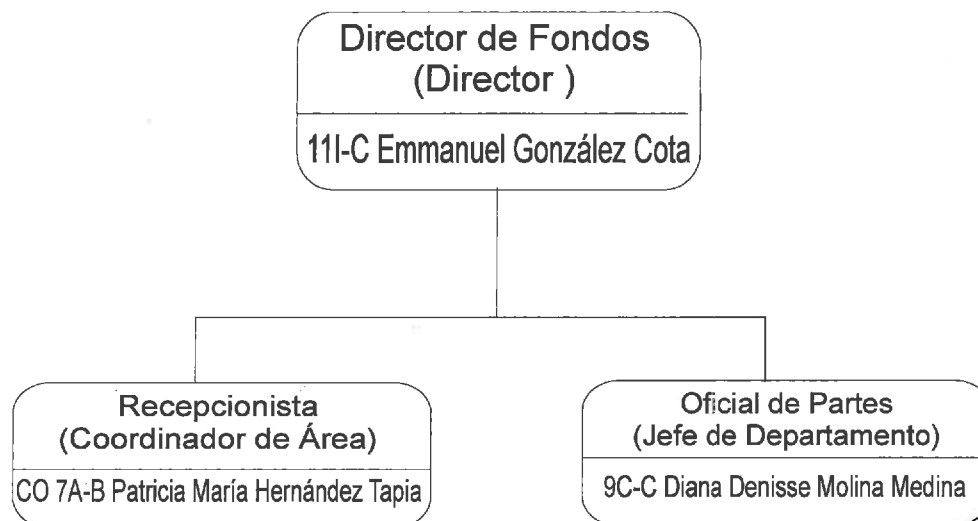 Director de Fondos
(Director )
11I-C Emmanuel González Cota
Recepcionista
(Coordinador de Área)
CO 7A-B Patricia María Hernández Tapia
Oficial de Partes
(Jefe de Departamento)
9C-C Diana Denisse Molina Medina